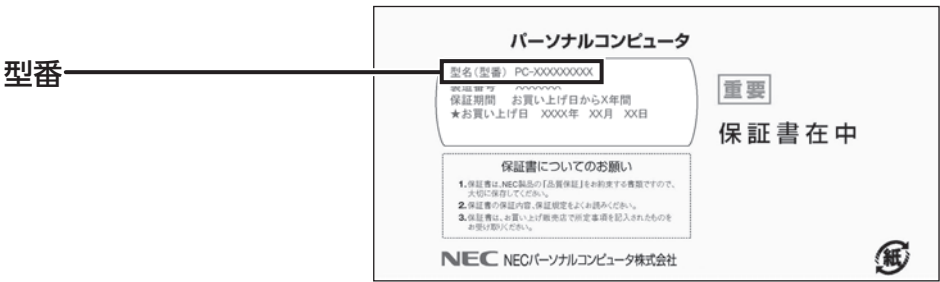 型番
パーソナルコンピュータ
型名(型番) PC-XXXXXXXXX
製造番号 XXXXXXX
保証期間 お買い上げ日からX年間
★お買い上げ日 XXXX年 XX月 XX日
重要
保証書在中
保証書についてのお願い
1.保証書は、NEC製品の「品質保証」をお約束する書類ですので、
大切に保存してください。
2.保証書の保証内容、保証規定をよくお読みください。
3.保証書は、お買い上げ販売店で所定事項を記入されたものを
お受け取りください。
NEC NECパーソナルコンピュータ株式会社
紙